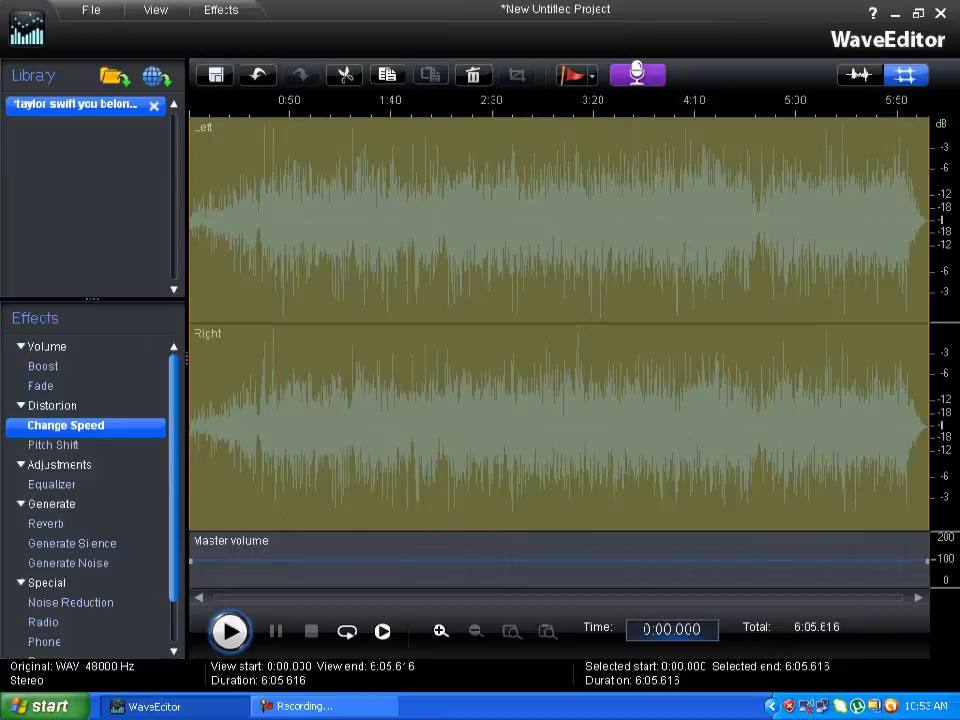 File View Effects
*New Untitled Project
?
WaveEditor
Library
*taylor swift you belon...
0:50 1:40 2:30 3:20 4:10 5:00 5:50
Left
dB
-3
-6
-12
-18
-18
-12
-6
-3
Right
-3
-6
-12
-18
-18
-12
-6
-3
Effects
Volume
Boost
Fade
Distortion
Change Speed
Pitch Shift
Adjustments
Equalizer
Generate
Reverb
Generate Silence
Generate Noise
Special
Noise Reduction
Radio
Phone
Master volume
200
100
0
Time: 0:00.000 Total: 6:05.616
Original: WAV 48000 Hz
Stereo
View start: 0:00.000 View end: 6:05.616
Duration: 6:05.616
Selected start: 0:00.000 Selected end: 6:05.616
Duration: 6:05.616
start WaveEditor Recording... 10:53 AM